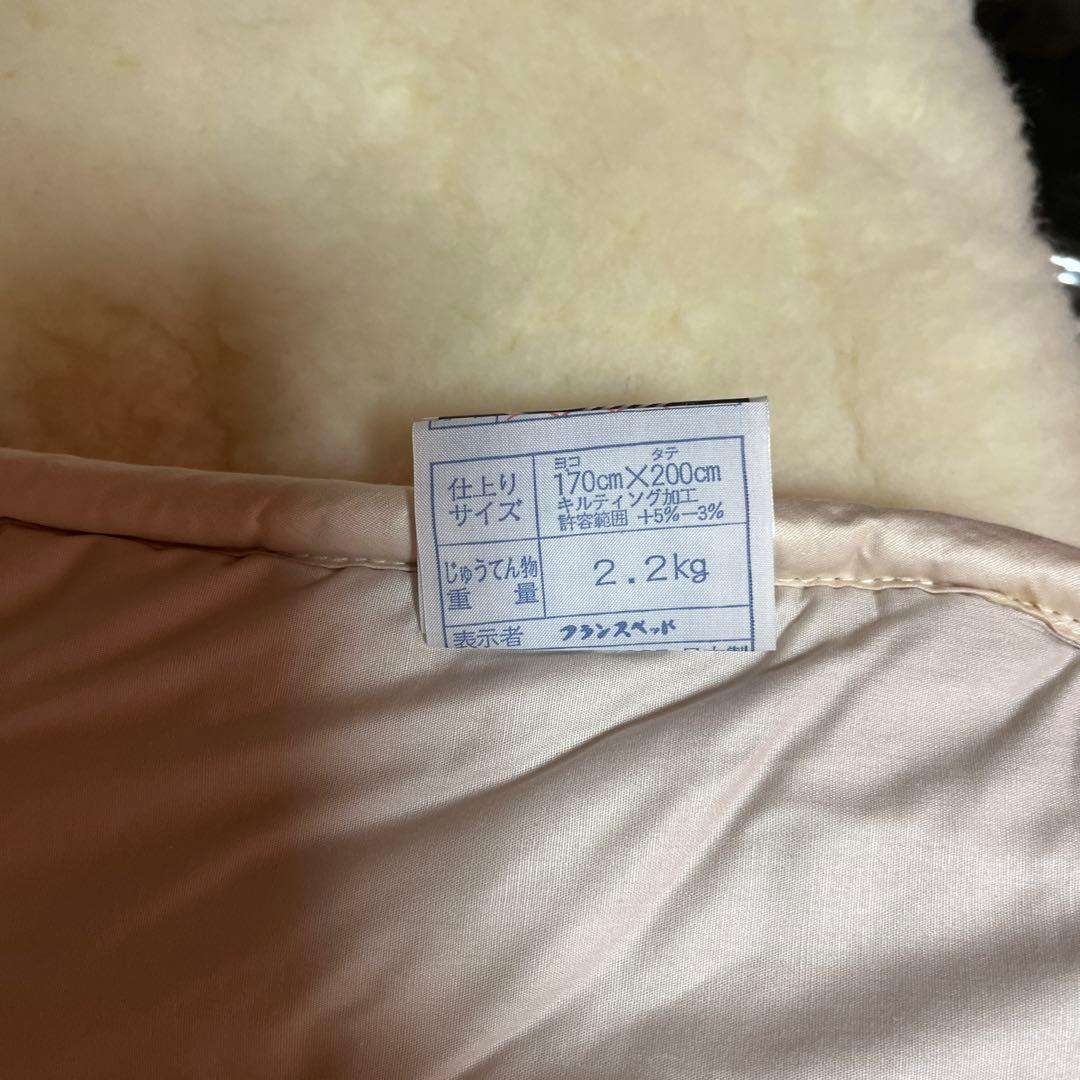 仕上り
サイズ
ヨコ タテ
170cm×200cm
キルティング加工
許容範囲 +5%−3%
じゅうてん物
重量
2.2kg
表示者
フランスベッド